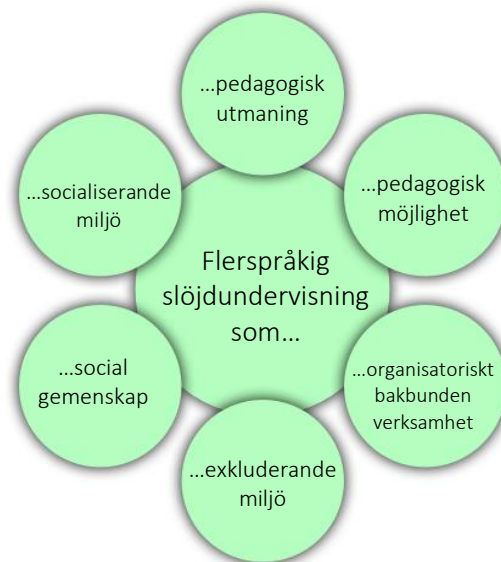 Flerspråkig
slöjdundervisning
som…
…pedagogisk
utmaning
…pedagogisk
möjlighet
…organisatoriskt
bakbunden
verksamhet
…exkluderande
miljö
…social
gemenskap
…socialiserande
miljö